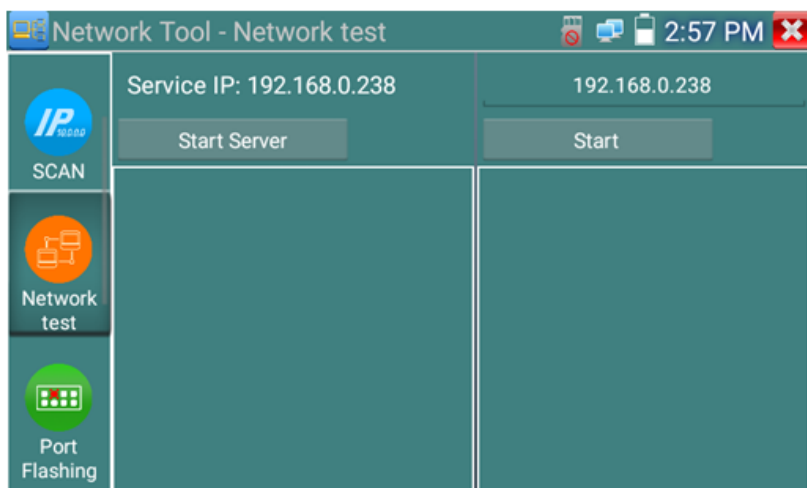 Network Tool - Network test
2:57 PM
IP
SCAN
Service IP: 192.168.0.238
192.168.0.238
Start Server
Start
Network
test
Port
Flashing